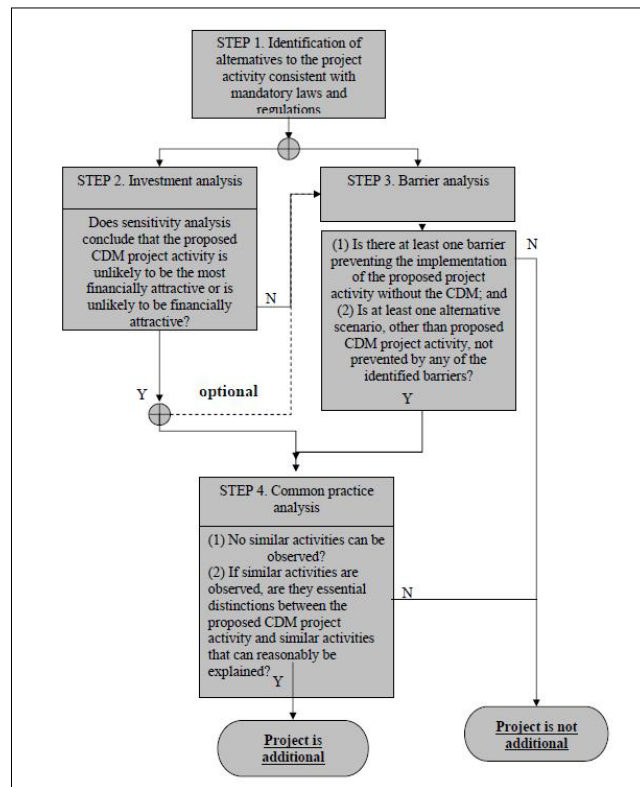 STEP 1. Identification of
alternatives to the project
activity consistent with
mandatory laws and
regulations
STEP 2. Investment analysis
Does sensitivity analysis
conclude that the proposed
CDM project activity is
unlikely to be the most
financially attractive or is
unlikely to be financially
attractive?
N
Y
optional
STEP 3. Barrier analysis
(1) Is there at least one barrier
preventing the implementation
of the proposed project
activity without the CDM; and
(2) Is at least one alternative
scenario, other than proposed
CDM project activity, not
prevented by any of the
identified barriers?
Y
N
STEP 4. Common practice
analysis
(1) No similar activities can be
observed?
(2) If similar activities are
observed, are they essential
distinctions between the
proposed CDM project
activity and similar activities
that can reasonably be
explained?
Y
N
Project is
additional
Project is not
additional